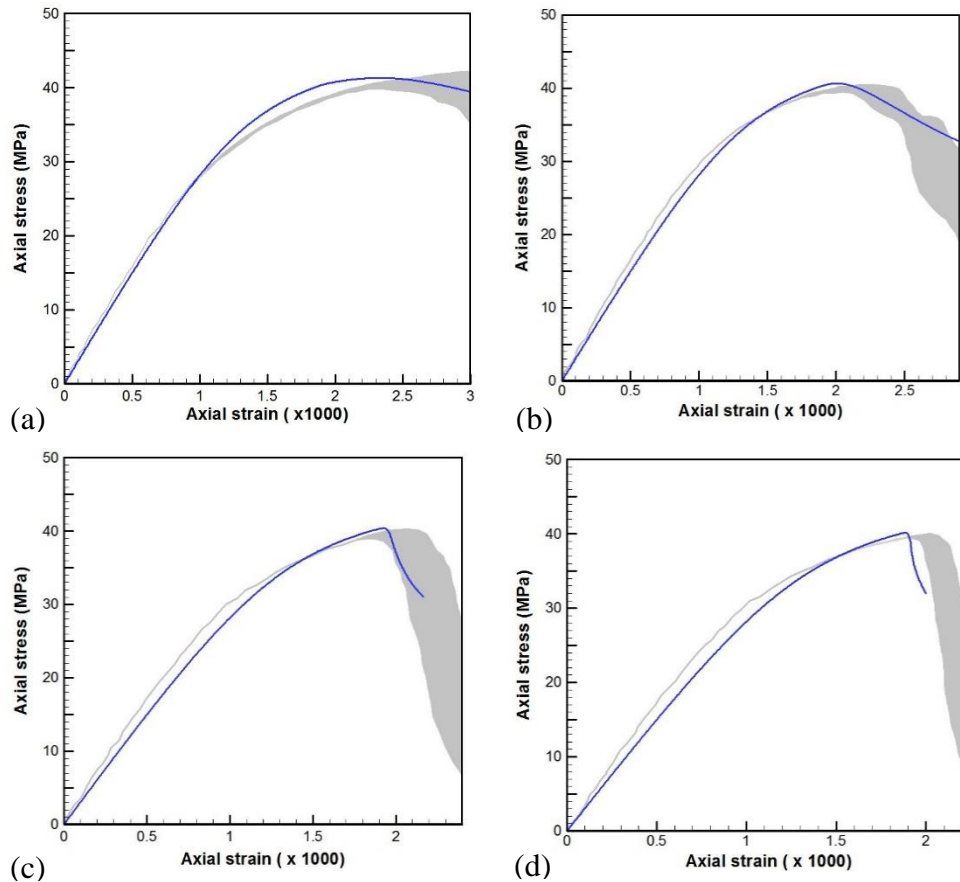 50
40
30
20
10
0
Axial stress (MPa)
0 0.5 1 1.5 2 2.5 3
Axial strain ( x1000)
(a)
50
40
30
20
10
0
Axial stress (MPa)
0 0.5 1 1.5 2 2.5
Axial strain ( x 1000)
(b)
50
40
30
20
10
0
Axial stress (MPa)
0 0.5 1 1.5 2
Axial strain ( x 1000)
(c)
50
40
30
20
10
0
Axial stress (MPa)
0 0.5 1 1.5 2
Axial strain ( x 1000)
(d)